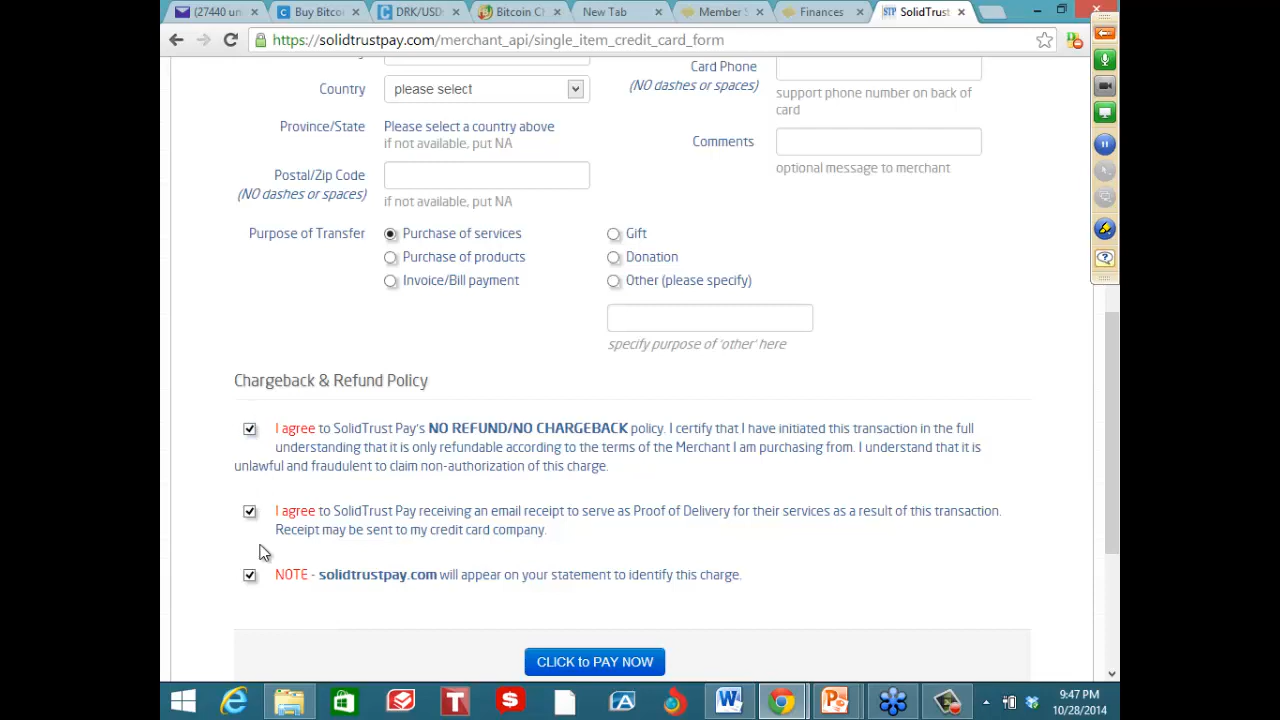 (27440 un
Buy Bitco
DRK/USD
Bitcoin C
New Tab
Member S
Finances
SolidTrust
https://solidtrustpay.com/merchant_api/single_item_credit_card_form
Country
please select
Card Phone
(NO dashes or spaces)
support phone number on back of
card
Province/State
Please select a country above
if not available, put NA
Comments
optional message to merchant
Postal/Zip Code
(NO dashes or spaces)
if not available, put NA
Purpose of Transfer
Purchase of services
Gift
Purchase of products
Donation
Invoice/Bill payment
Other (please specify)
specify purpose of 'other' here
Chargeback & Refund Policy
I agree to SolidTrust Pay's NO REFUND/NO CHARGEBACK policy. I certify that I have initiated this transaction in the full
understanding that it is only refundable according to the terms of the Merchant I am purchasing from. I understand that it is
unlawful and fraudulent to claim non-authorization of this charge.
I agree to SolidTrust Pay receiving an email receipt to serve as Proof of Delivery for their services as a result of this transaction.
Receipt may be sent to my credit card company.
NOTE - solidtrustpay.com will appear on your statement to identify this charge.
CLICK to PAY NOW
9:47 PM
10/28/2014